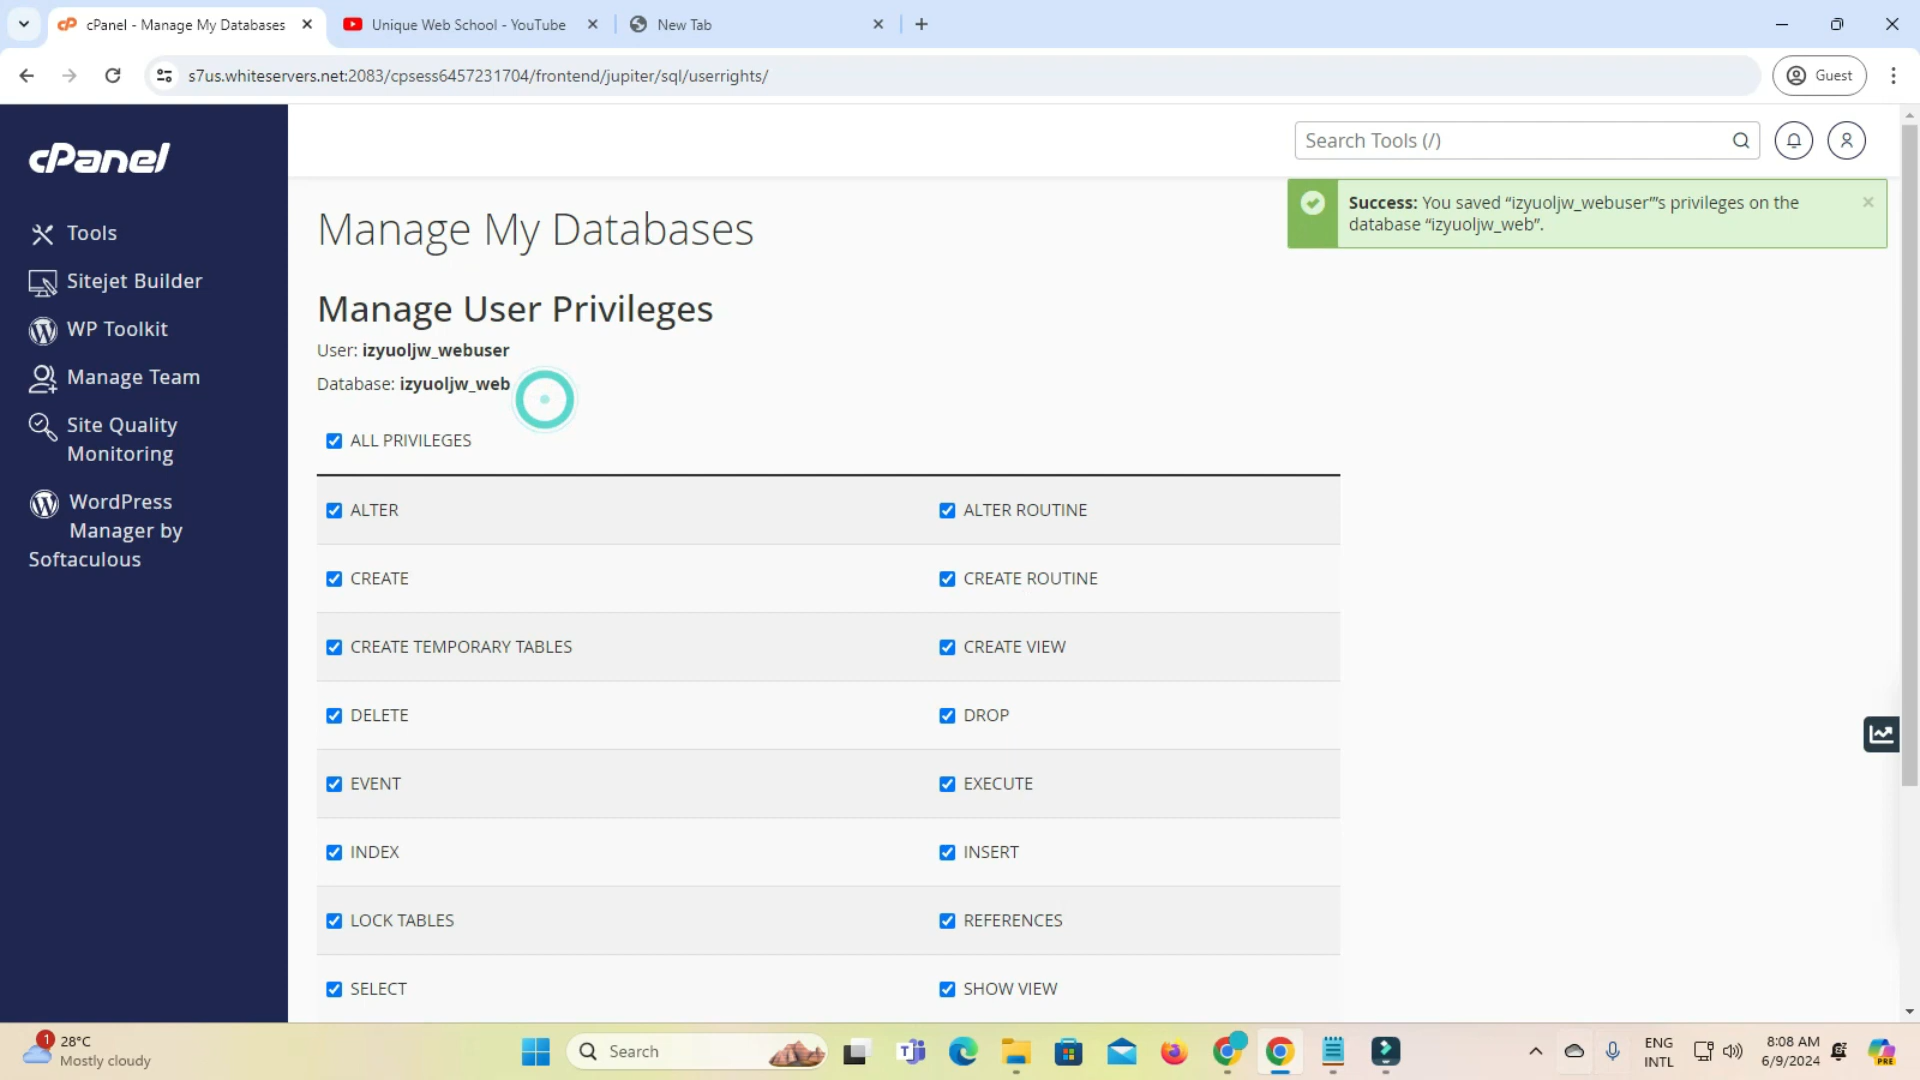 cPanel - Manage My Databases
Unique Web School - YouTube
New Tab
s7us.whiteservers.net:2083/cpsess6457231704/frontend/jupiter/sql/userrights/
Guest
cPanel
Search Tools (/)
Tools
Sitejet Builder
WP Toolkit
Manage Team
Site Quality
Monitoring
WordPress
Manager by
Softaculous
Success: You saved “izyuoljw_webuser”'s privileges on the
database “izyuoljw_web”.
Manage My Databases
Manage User Privileges
User: izyuoljw_webuser
Database: izyuoljw_web
ALL PRIVILEGES
ALTER
ALTER ROUTINE
CREATE
CREATE ROUTINE
CREATE TEMPORARY TABLES
CREATE VIEW
DELETE
DROP
EVENT
EXECUTE
INDEX
INSERT
LOCK TABLES
REFERENCES
SELECT
SHOW VIEW
1
28°C
Mostly cloudy
Search
ENG
INTL
8:08 AM
6/9/2024
PRE